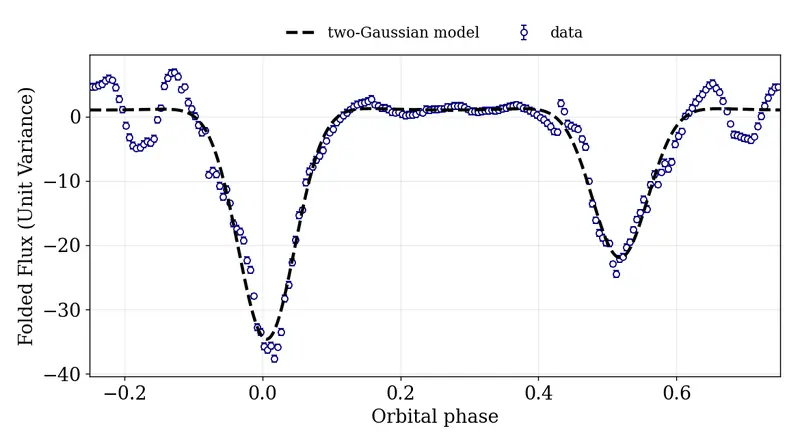 two-Gaussian model data
Folded Flux (Unit Variance)
0
−10
−20
−30
−40
−0.2 0.0 0.2 0.4 0.6
Orbital phase